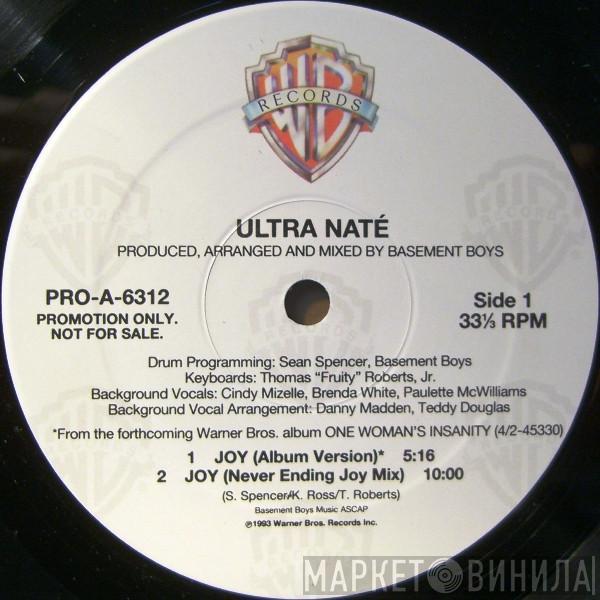 WB
RECORDS
ULTRA NATÉ
PRODUCED, ARRANGED AND MIXED BY BASEMENT BOYS
PRO-A-6312
PROMOTION ONLY.
NOT FOR SALE.
Side 1
33⅓ RPM
Drum Programming: Sean Spencer, Basement Boys
Keyboards: Thomas "Fruity" Roberts, Jr.
Background Vocals: Cindy Mizelle, Brenda White, Paulette McWilliams
Background Vocal Arrangement: Danny Madden, Teddy Douglas
*From the forthcoming Warner Bros. album ONE WOMAN'S INSANITY (4/2-45330)
1 JOY (Album Version)* 5:16
2 JOY (Never Ending Joy Mix) 10:00
(S. Spencer/K. Ross/T. Roberts)
Basement Boys Music ASCAP
℗1993 Warner Bros. Records Inc.
МАРКЕТ ВИНИЛА